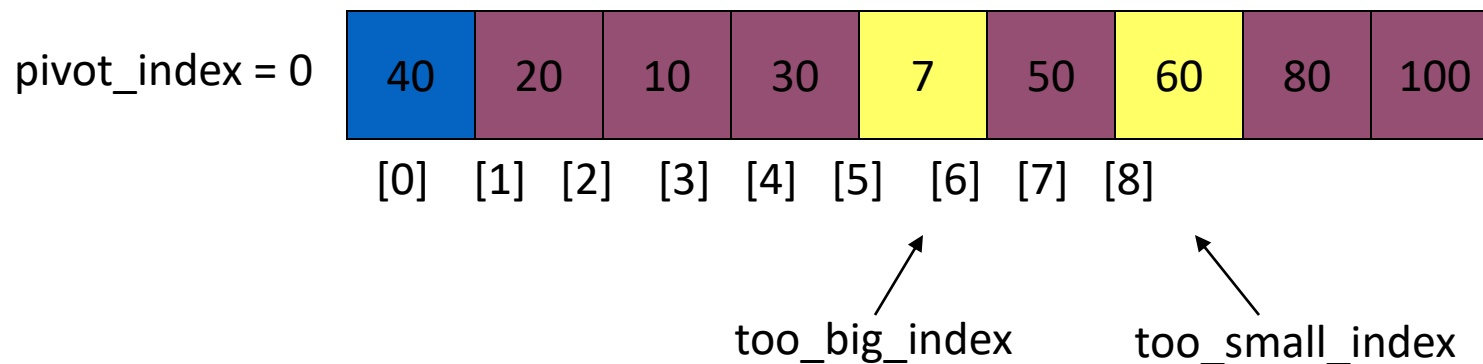 pivot_index = 0 40 20 10 30 7 50 60 80 100
[0] [1] [2] [3] [4] [5] [6] [7] [8]
too_big_index too_small_index